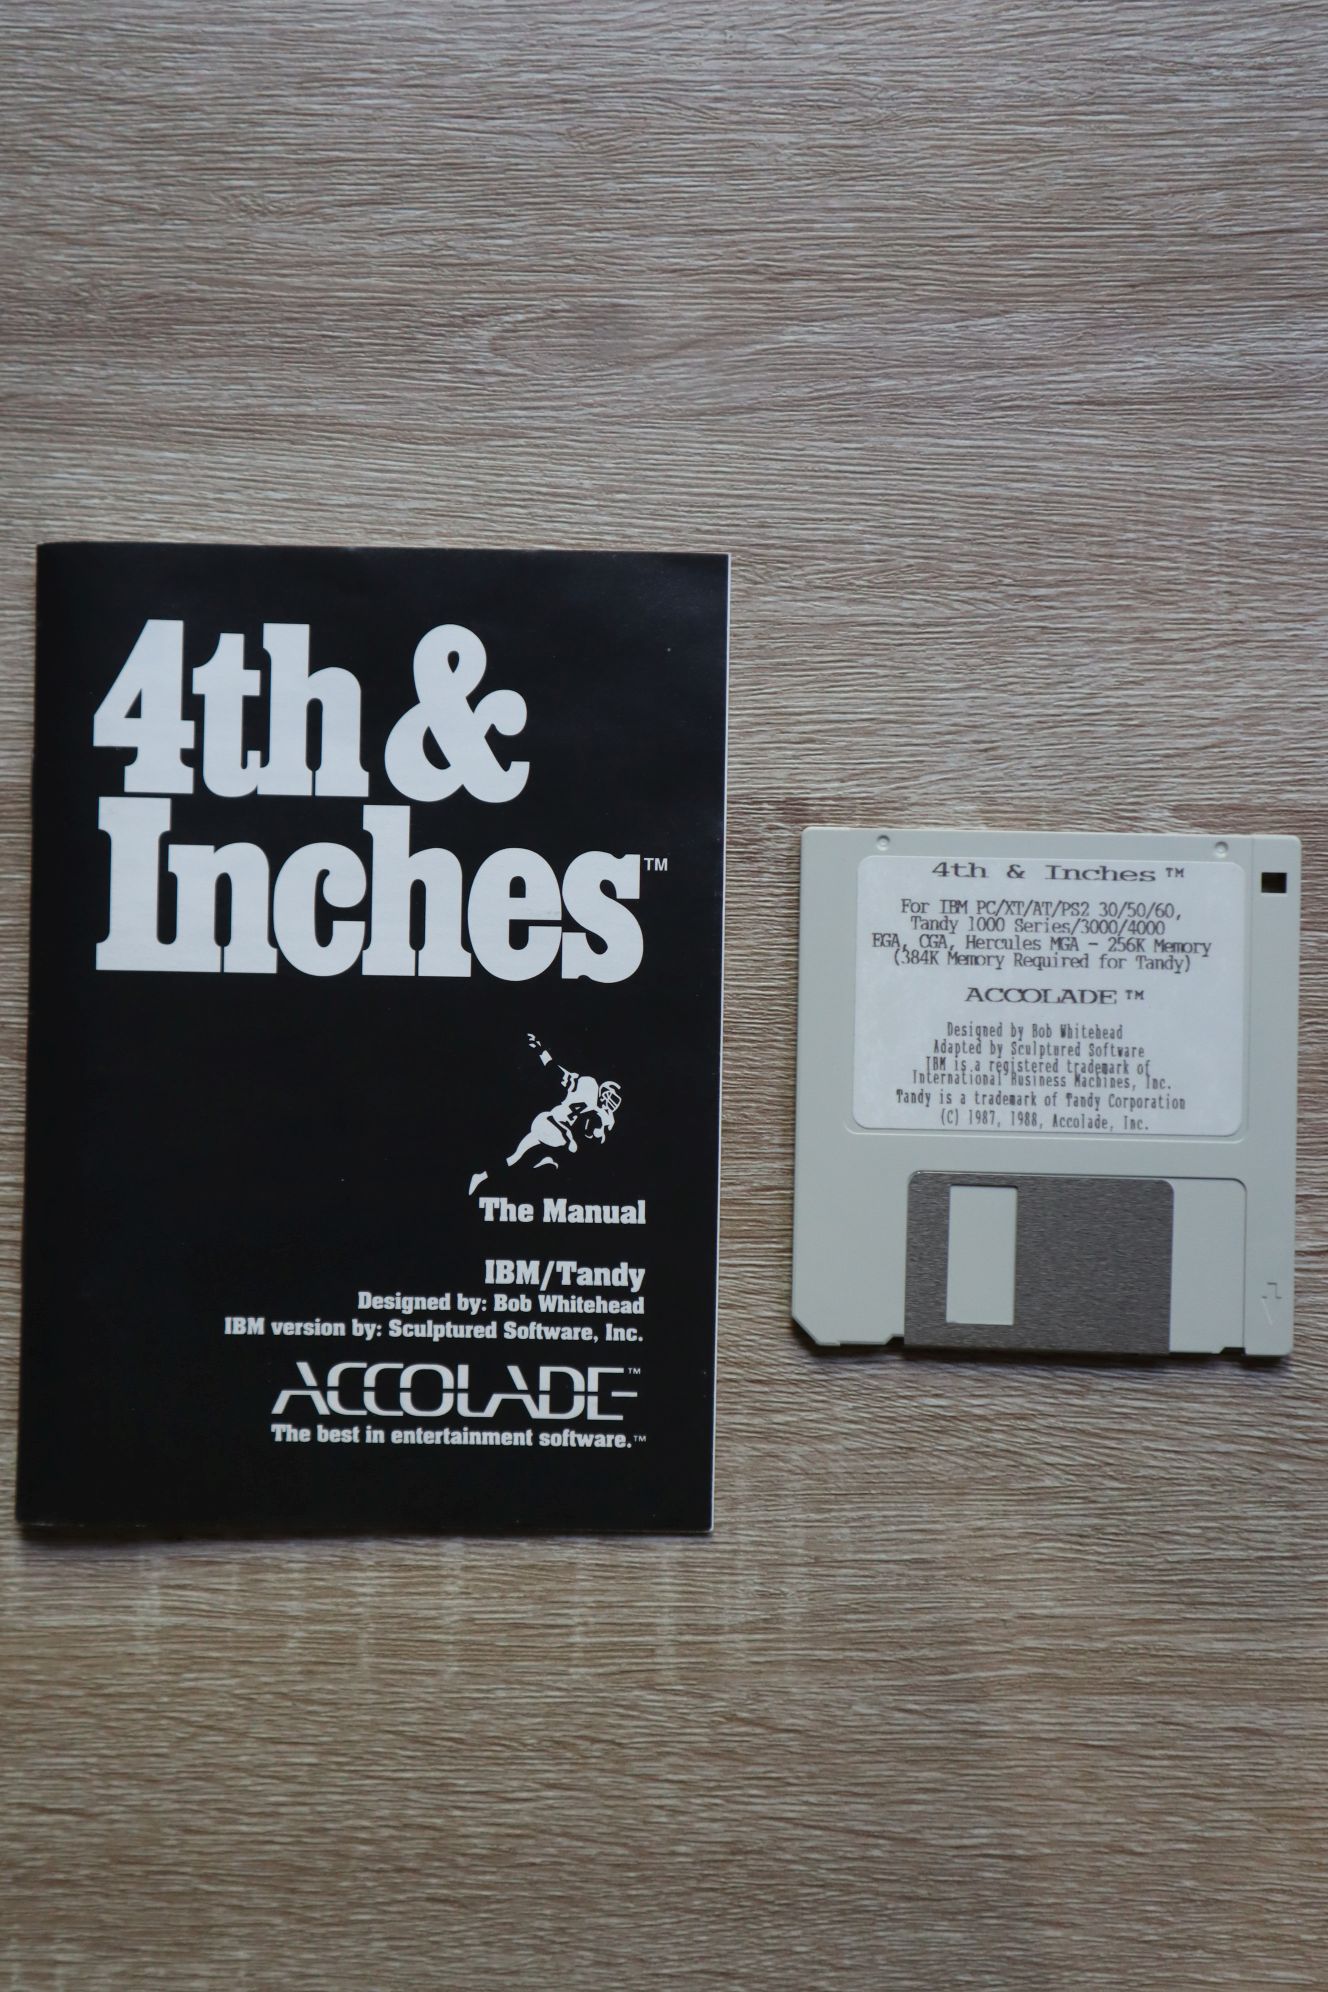 4th &
Inches™
The Manual
IBM/Tandy
Designed by: Bob Whitehead
IBM version by: Sculptured Software, Inc.
ACCOLADE™
The best in entertainment software.™
4th & Inches™
For IBM PC/XT/AT/PS2 30/50/60,
Tandy 1000 Series/3000/4000
EGA, CGA, Hercules MGA - 256K Memory
(384K Memory Required for Tandy)
ACCOLADE™
Designed by Bob Whitehead
Adapted by Sculptured Software
IBM is a registered trademark of
International Business Machines, Inc.
Tandy is a trademark of Tandy Corporation
(C) 1987, 1988, Accolade, Inc.